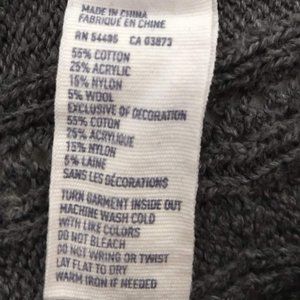 MADE IN CHINA
FABRIQUÉ EN CHINE
RN 54485 CA 03873
55% COTTON
25% ACRYLIC
15% NYLON
5% WOOL
EXCLUSIVE OF DECORATION
55% COTON
25% ACRYLIQUE
15% NYLON
5% LAINE
SANS LES DÉCORATIONS
TURN GARMENT INSIDE OUT
MACHINE WASH COLD
WITH LIKE COLORS
DO NOT BLEACH
DO NOT WRING OR TWIST
LAY FLAT TO DRY
WARM IRON IF NEEDED